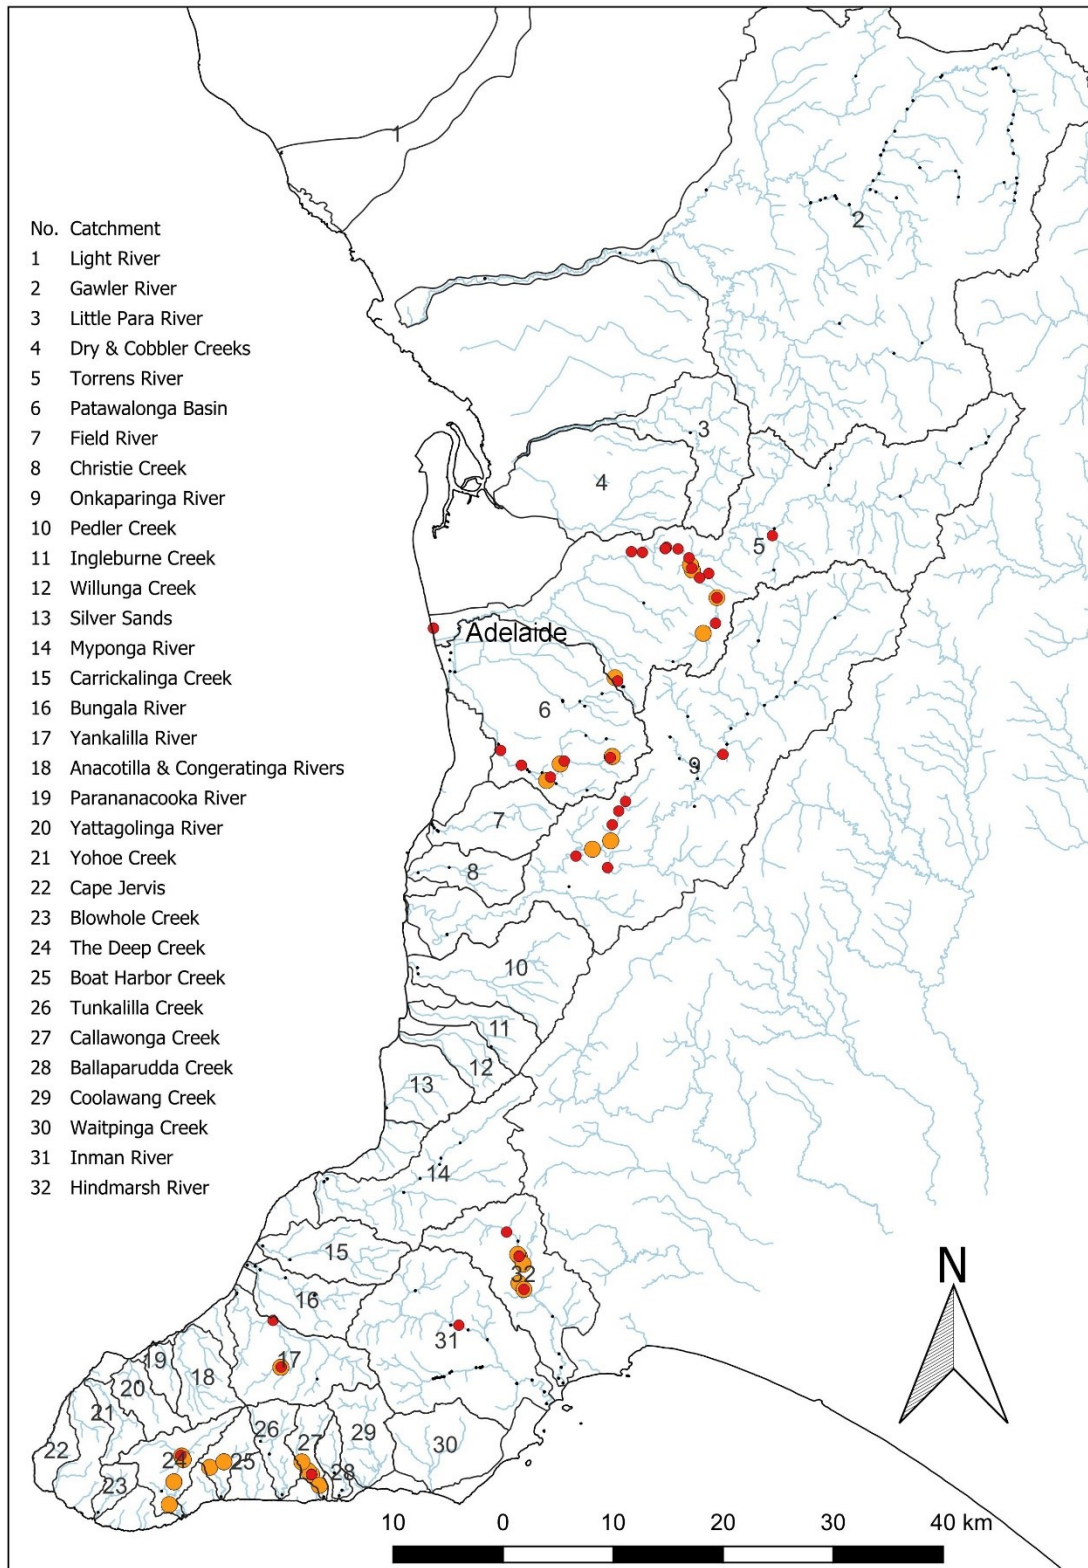 No. Catchment
1 Light River
2 Gawler River
3 Little Para River
4 Dry & Cobbler Creeks
5 Torrens River
6 Patawalonga Basin
7 Field River
8 Christie Creek
9 Onkaparinga River
10 Pedler Creek
11 Ingleburne Creek
12 Willunga Creek
13 Silver Sands
14 Myponga River
15 Carrickalinga Creek
16 Bungala River
17 Yankalilla River
18 Anacotilla & Congeratinga Rivers
19 Parananacooka River
20 Yattagolinga River
21 Yohoe Creek
22 Cape Jervis
23 Blowhole Creek
24 The Deep Creek
25 Boat Harbor Creek
26 Tunkalilla Creek
27 Callawonga Creek
28 Ballaparudda Creek
29 Coolawang Creek
30 Waitpinga Creek
31 Inman River
32 Hindmarsh River
1
2
3
4
5
Adelaide
6
9
7
8
10
11
12
13
14
15
32
16
31
17
19
18
20
21
26
29
27
30
22
24
25
28
23
N
10 0 10 20 30 40 km